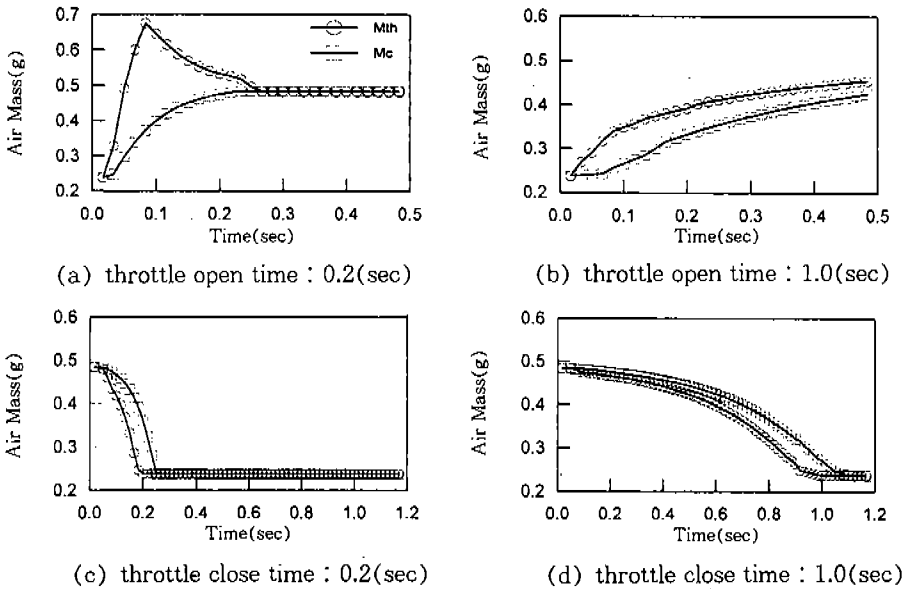 0.7
0.6
0.5
0.4
0.3
0.2
Air Mass(g)
0.0 0.1 0.2 0.3 0.4 0.5
Time(sec)
Mth
Mc
(a) throttle open time : 0.2(sec)
0.6
0.5
0.4
0.3
0.2
Air Mass(g)
0.0 0.1 0.2 0.3 0.4 0.5
Time(sec)
(b) throttle open time : 1.0(sec)
0.6
0.5
0.4
0.3
0.2
Air Mass(g)
0.0 0.2 0.4 0.6 0.8 1.0 1.2
Time(sec)
(c) throttle close time : 0.2(sec)
0.6
0.5
0.4
0.3
0.2
Air Mass(g)
0.0 0.2 0.4 0.6 0.8 1.0 1.2
Time(sec)
(d) throttle close time : 1.0(sec)